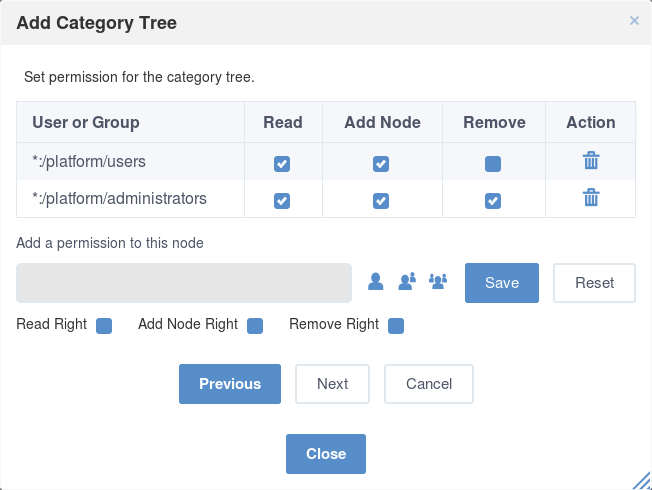 Add Category Tree ×
Set permission for the category tree.
User or Group Read Add Node Remove Action
*:/platform/users
*:/platform/administrators
Add a permission to this node
Save Reset
Read Right Add Node Right Remove Right
Previous Next Cancel
Close